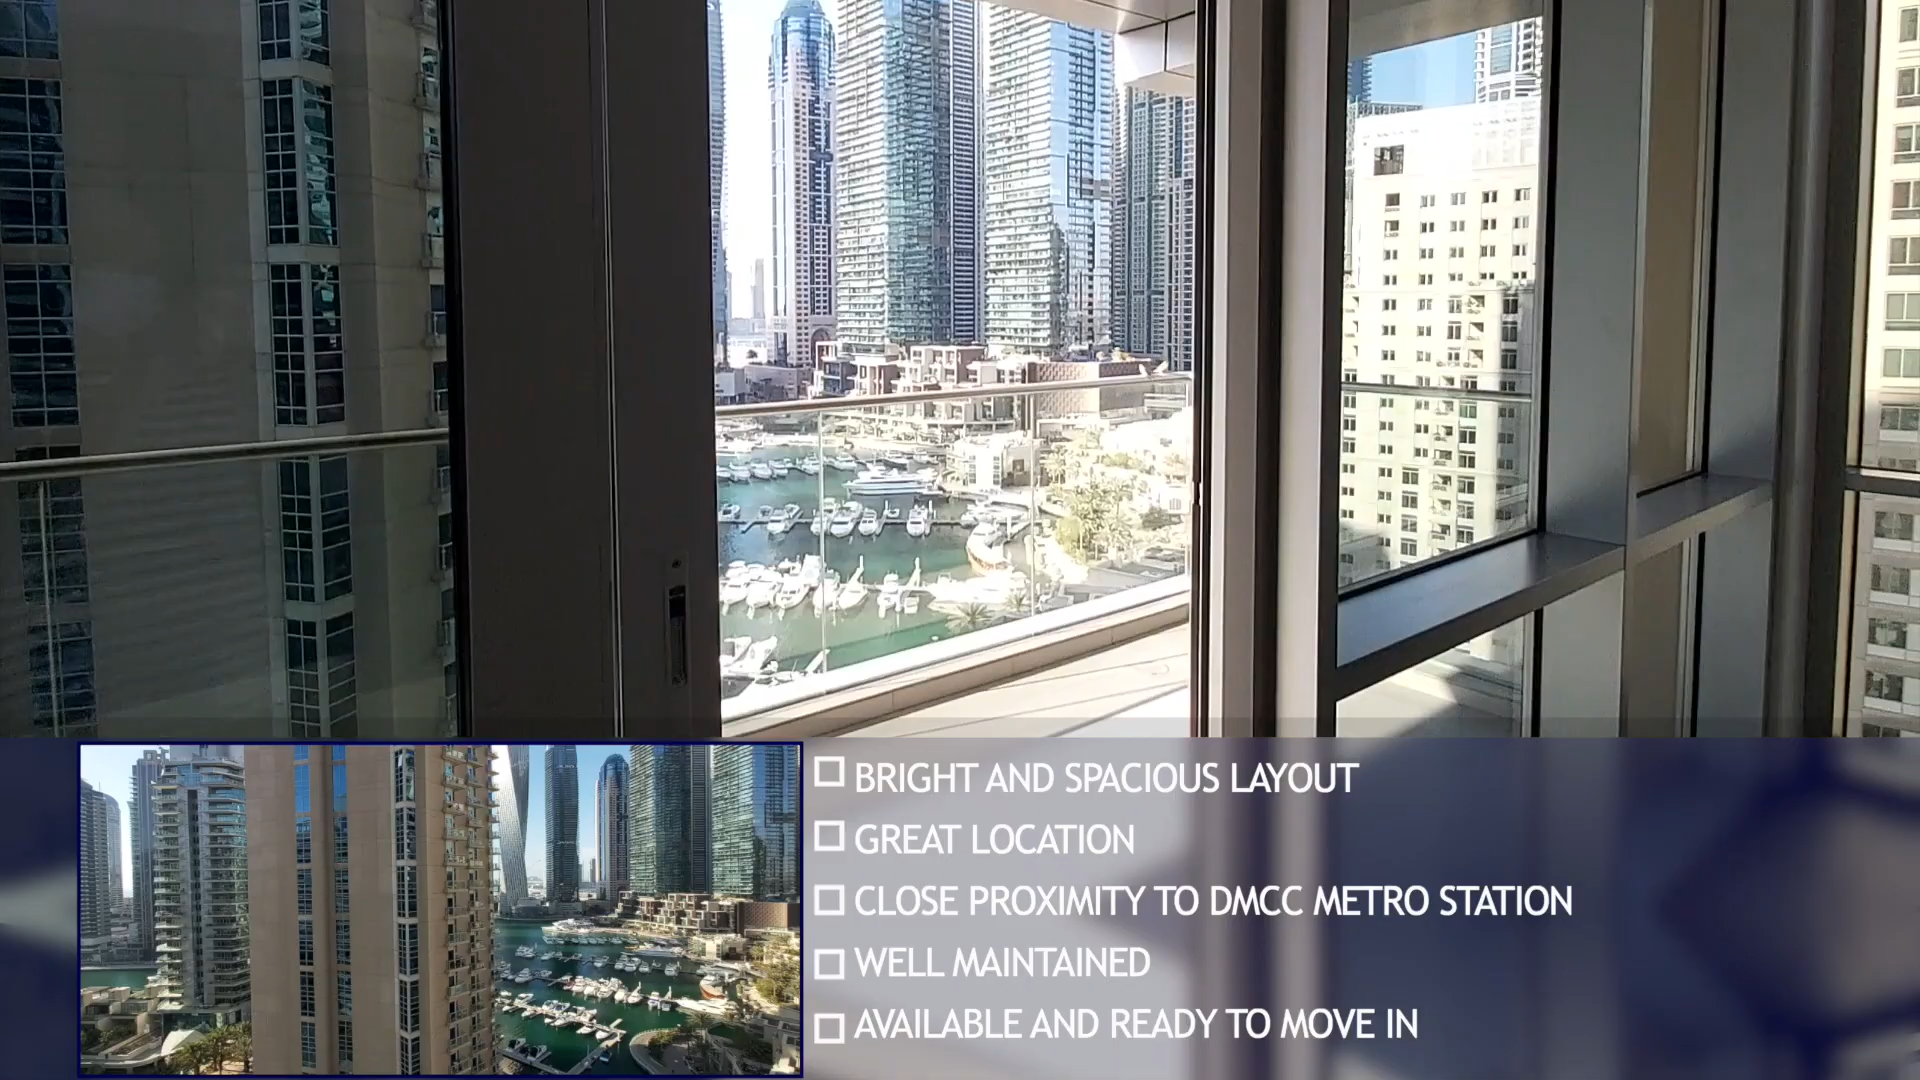 BRIGHT AND SPACIOUS LAYOUT
GREAT LOCATION
CLOSE PROXIMITY TO DMCC METRO STATION
WELL MAINTAINED
AVAILABLE AND READY TO MOVE IN